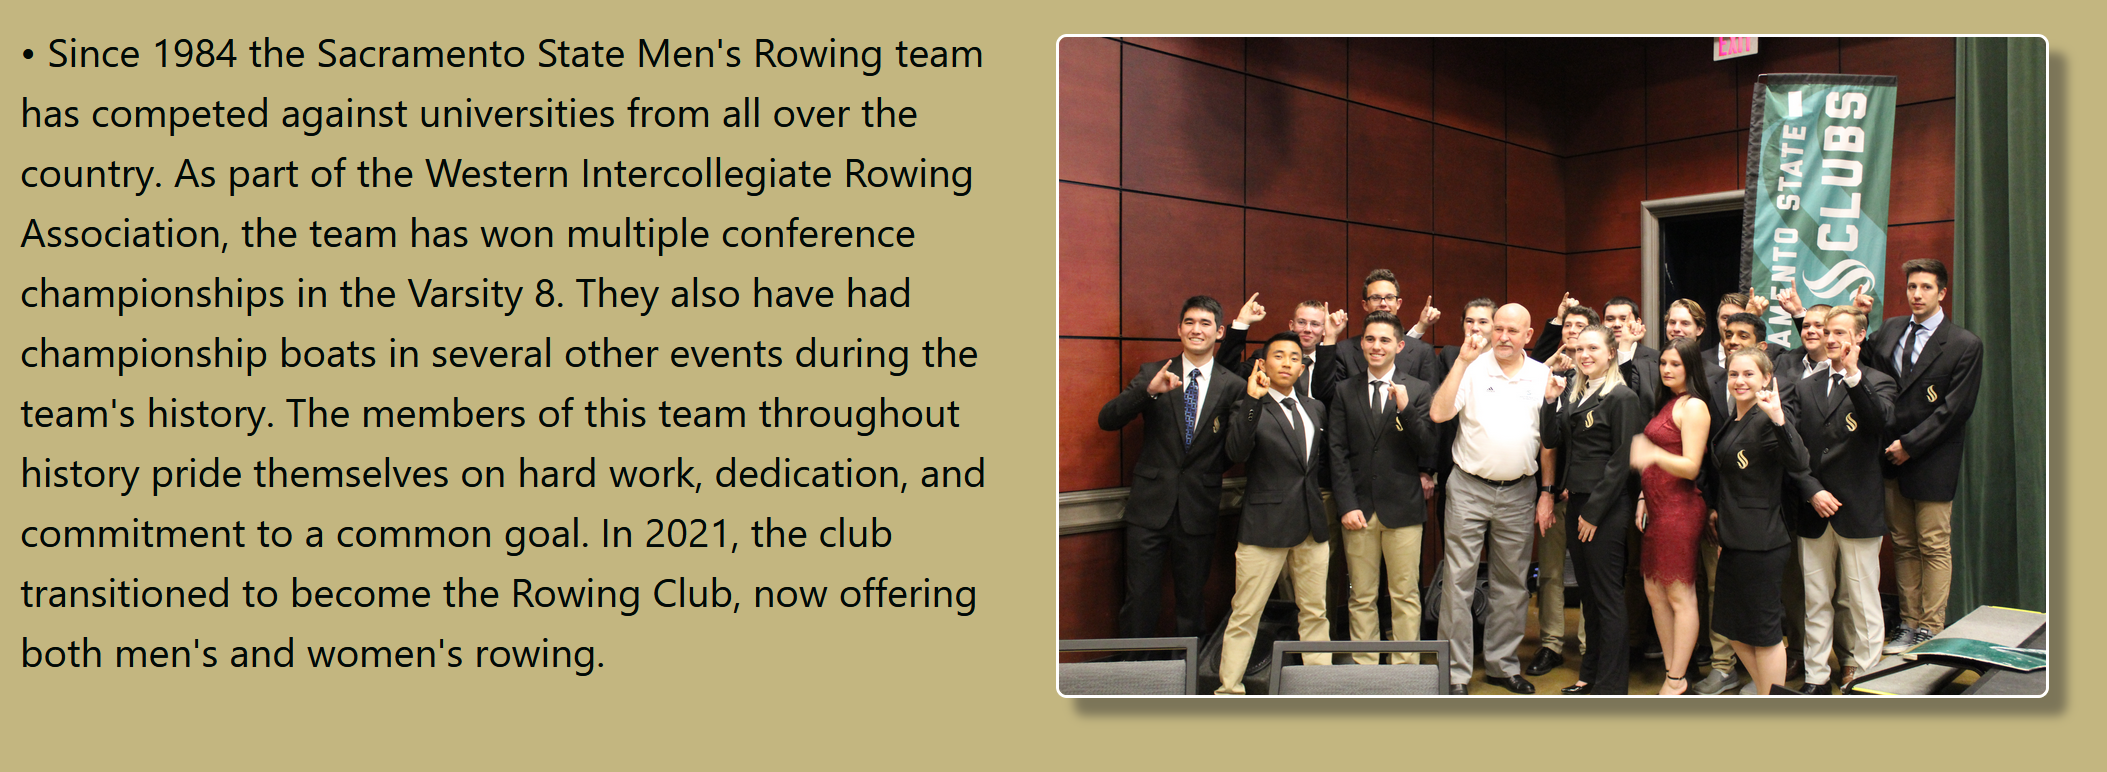 • Since 1984 the Sacramento State Men's Rowing team
has competed against universities from all over the
country. As part of the Western Intercollegiate Rowing
Association, the team has won multiple conference
championships in the Varsity 8. They also have had
championship boats in several other events during the
team's history. The members of this team throughout
history pride themselves on hard work, dedication, and
commitment to a common goal. In 2021, the club
transitioned to become the Rowing Club, now offering
both men's and women's rowing.
EXIT
AMENTO STATE
CLUBS